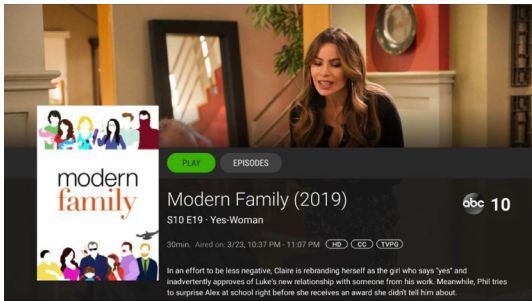 modern
family
PLAY
EPISODES
Modern Family (2019)
abc 10
S10 E19 · Yes-Woman
30min. Aired on: 3/23, 10:37 PM - 11:07 PM HD CC TVPG
In an effort to be less negative, Claire is rebranding herself as the girl who says "yes" and
inadvertently approves of Luke's new relationship with someone from his work. Meanwhile, Phil tries
to surprise Alex at school right before she receives an award she didn't tell him about.